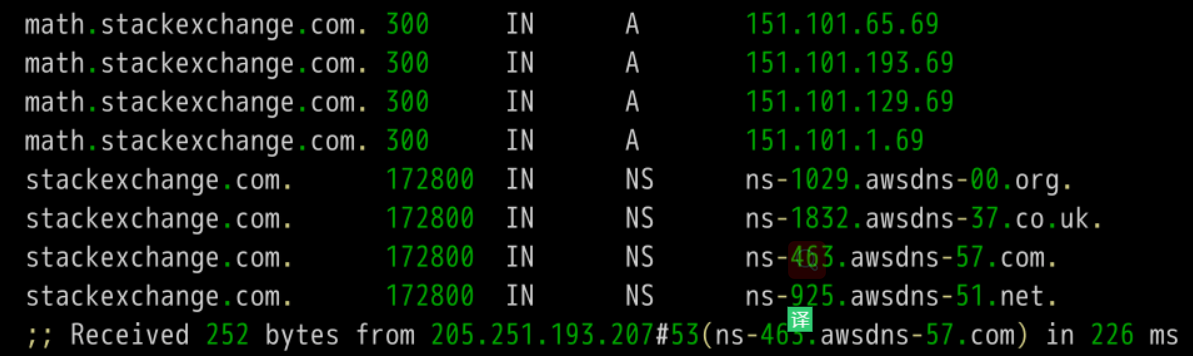 math.stackexchange.com. 300 IN A 151.101.65.69
math.stackexchange.com. 300 IN A 151.101.193.69
math.stackexchange.com. 300 IN A 151.101.129.69
math.stackexchange.com. 300 IN A 151.101.1.69
stackexchange.com. 172800 IN NS ns-1029.awsdns-00.org.
stackexchange.com. 172800 IN NS ns-1832.awsdns-37.co.uk.
stackexchange.com. 172800 IN NS ns-463.awsdns-57.com.
stackexchange.com. 172800 IN NS ns-925.awsdns-51.net.
译
;; Received 252 bytes from 205.251.193.207#53(ns-463.awsdns-57.com) in 226 ms